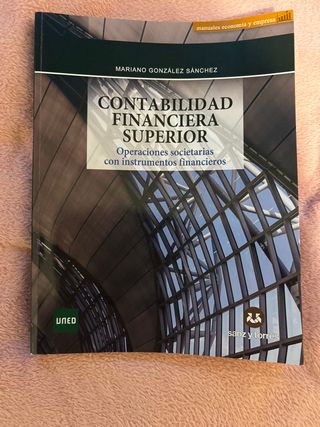 manuales economía y empresa
MARIANO GONZÁLEZ SÁNCHEZ
CONTABILIDAD
FINANCIERA
SUPERIOR
Operaciones societarias
con instrumentos financieros
UNED
sanz y torres